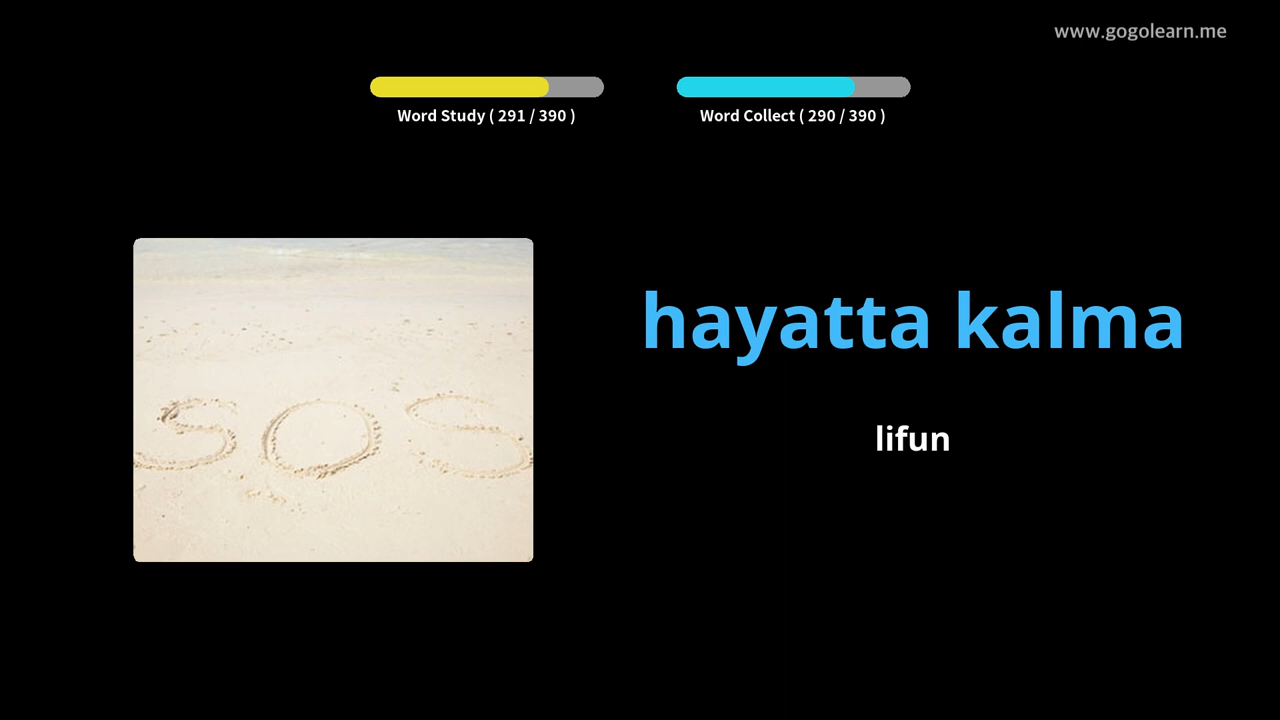 www.gogolearn.me
Word Study ( 291 / 390 )
Word Collect ( 290 / 390 )
SOS
hayatta kalma
lifun